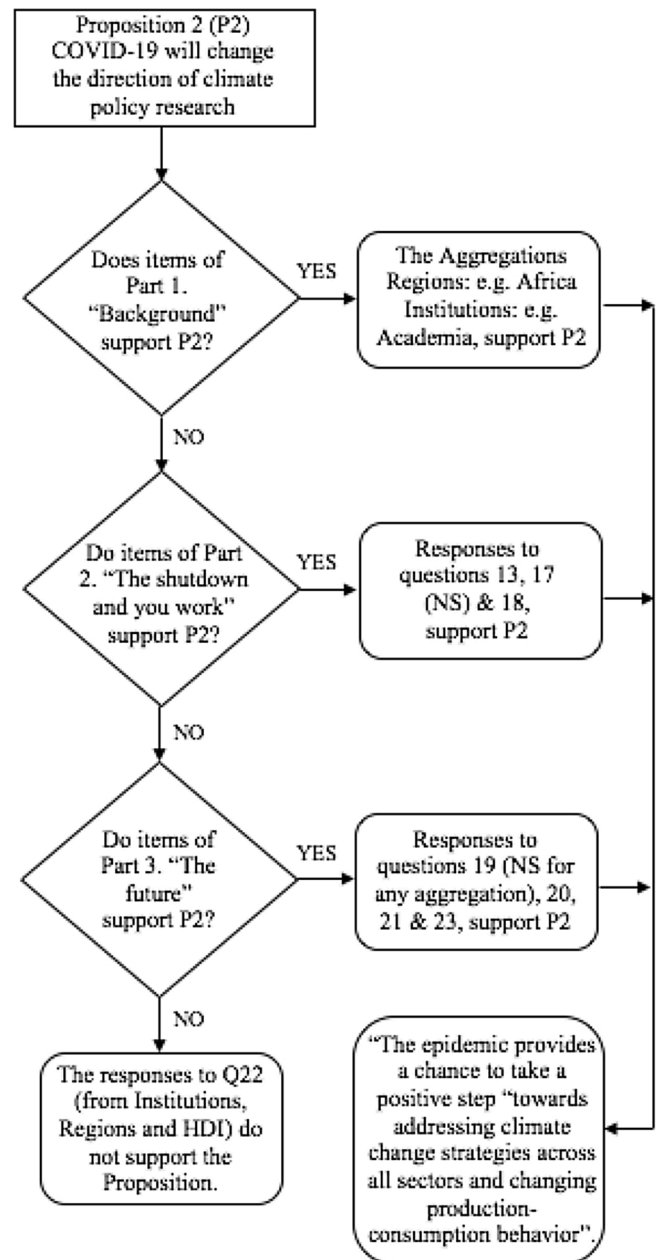 Proposition 2 (P2)
COVID-19 will change
the direction of climate
policy research
Does items of
Part 1.
“Background”
support P2?
YES
The Aggregations
Regions: e.g. Africa
Institutions: e.g.
Academia, support P2
NO
Do items of Part
2. “The shutdown
and you work”
support P2?
YES
Responses to
questions 13, 17
(NS) & 18,
support P2
NO
Do items of
Part 3. “The
future”
support P2?
YES
Responses to
questions 19 (NS for
any aggregation), 20,
21 & 23, support P2
NO
The responses to Q22
(from Institutions,
Regions and HDI) do
not support the
Proposition.
“The epidemic provides
a chance to take a
positive step “towards
addressing climate
change strategies across
all sectors and changing
production-
consumption behavior”.